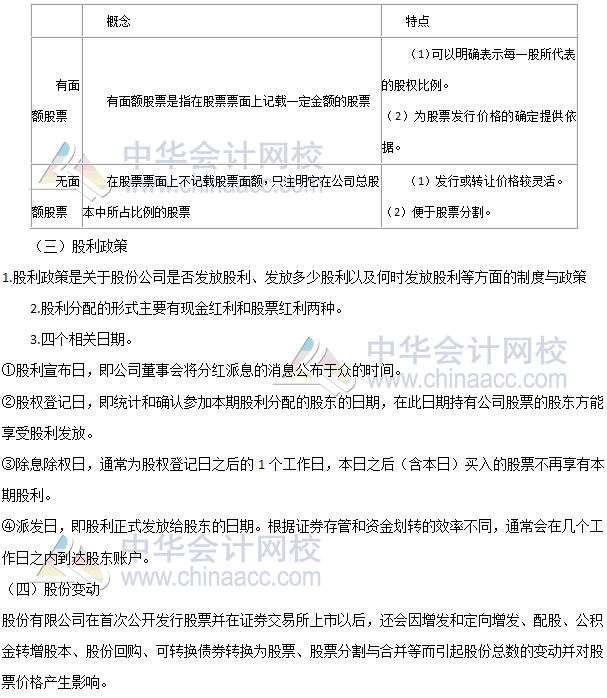 概念 特点
有面额股票 有面额股票是指在股票票面上记载一定金额的股票 （1）可以明确表示每一股所代表的股权比例。
（2）为股票发行价格的确定提供依据。
无面额股票 在股票票面上不记载股票面额，只注明它在公司总股本中所占比例的股票 （1）发行或转让价格较灵活。
（2）便于股票分割。
（三）股利政策
1.股利政策是关于股份公司是否发放股利、发放多少股利以及何时发放股利等方面的制度与政策
2.股利分配的形式主要有现金红利和股票红利两种。
3.四个相关日期。
①股利宣布日，即公司董事会将分红派息的消息公布于众的时间。
②股权登记日，即统计和确认参加本期股利分配的股东的日期，在此日期持有公司股票的股东方能
享受股利发放。
③除息除权日，通常为股权登记日之后的 1 个工作日，本日之后（含本日）买入的股票不再享有本
期股利。
④派发日，即股利正式发放给股东的日期。根据证券存管和资金划转的效率不同，通常会在几个工
作日之内到达股东账户。
（四）股份变动
股份有限公司在首次公开发行股票并在证券交易所上市以后，还会因增发和定向增发、配股、公积
金转增股本、股份回购、可转换债券转换为股票、股票分割与合并等而引起股份总数的变动并对股
票价格产生影响。
中华会计网校
www.chinaacc.com
中华会计网校
www.chinaacc.com
中华会计网校
www.chinaacc.com